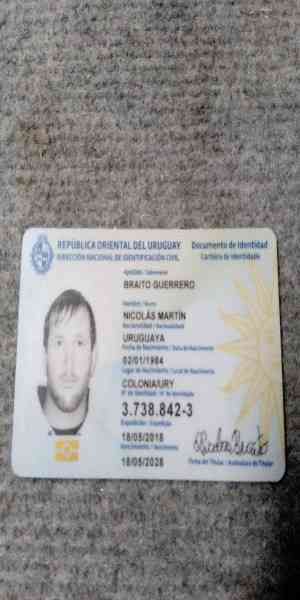 REPÚBLICA ORIENTAL DEL URUGUAY
Documento de Identidad
DIRECCIÓN NACIONAL DE IDENTIFICACIÓN CIVIL
Carteira de Identidade
Apellido / Sobrenome
BRAITO GUERRERO
Nombre / Nome
NICOLÁS MARTÍN
Nacionalidad / Nacionalidade
URUGUAYA
Fecha de Nacimiento / Data de Nascimento
02/01/1984
Lugar de Nacimiento / Local de Nascimento
COLONIA/URY
Nº de Identidad / Nº de Identidade
3.738.842-3
Expedición / Expedição
18/05/2018
Vencimiento / Vencimento
18/05/2028
Firma del Titular / Assinatura do Titular